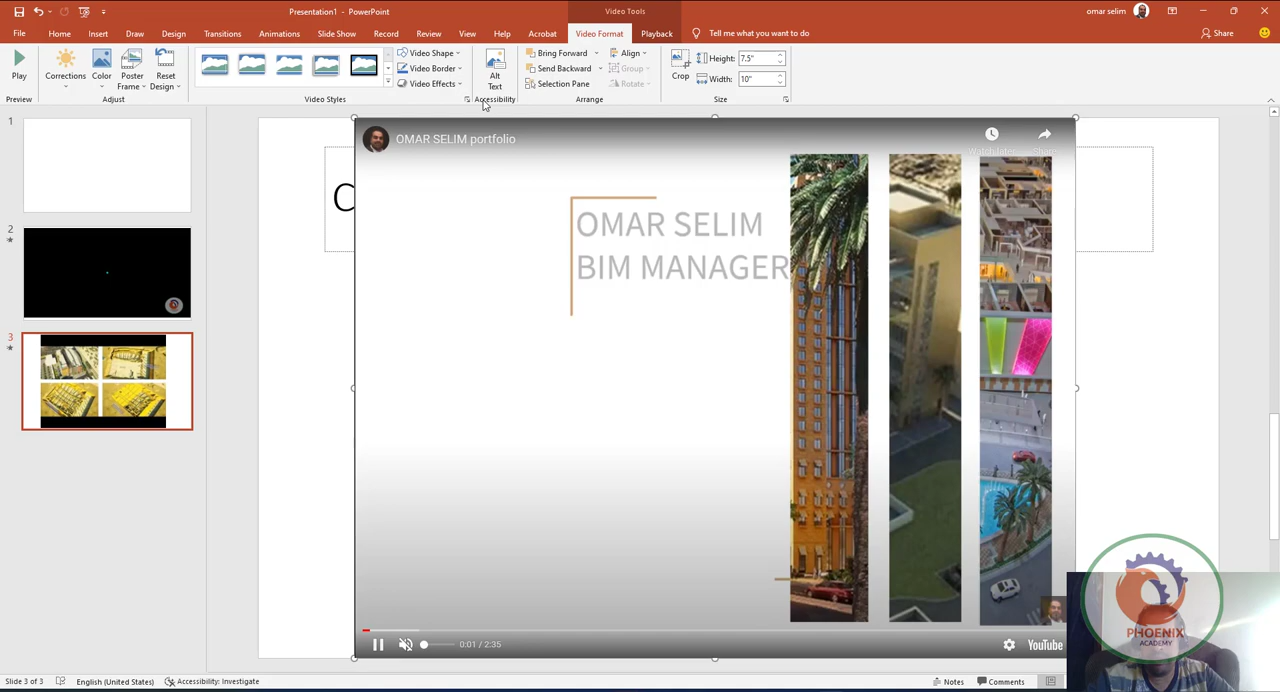 Presentation1 - PowerPoint
Video Tools
omar selim
File
Home
Insert
Draw
Design
Transitions
Animations
Slide Show
Record
Review
View
Help
Acrobat
Video Format
Playback
Tell me what you want to do
Share
Play
Corrections
Color
Poster
Frame
Reset
Design
Video Shape
Video Border
Video Effects
Alt
Text
Bring Forward
Send Backward
Selection Pane
Align
Group
Rotate
Crop
Height: 7.5"
Width: 10"
Preview
Adjust
Video Styles
Accessibility
Arrange
Size
1
2
3
OMAR SELIM portfolio
Watch later
Share
OMAR SELIM
BIM MANAGER
0:01 / 2:35
YouTube
PHOENIX
ACADEMY
Slide 3 of 3
English (United States)
Accessibility: Investigate
Notes
Comments